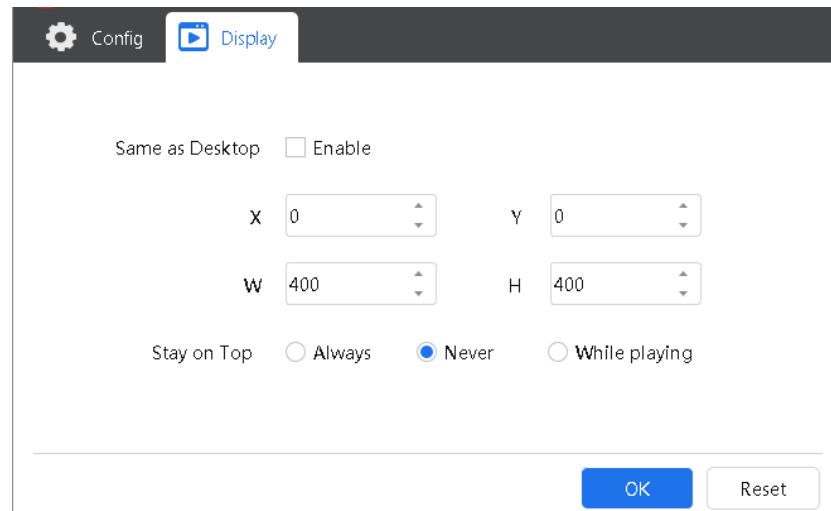 Config Display
Same as Desktop Enable
X 0 Y 0
W 400 H 400
Stay on Top Always Never While playing
OK Reset